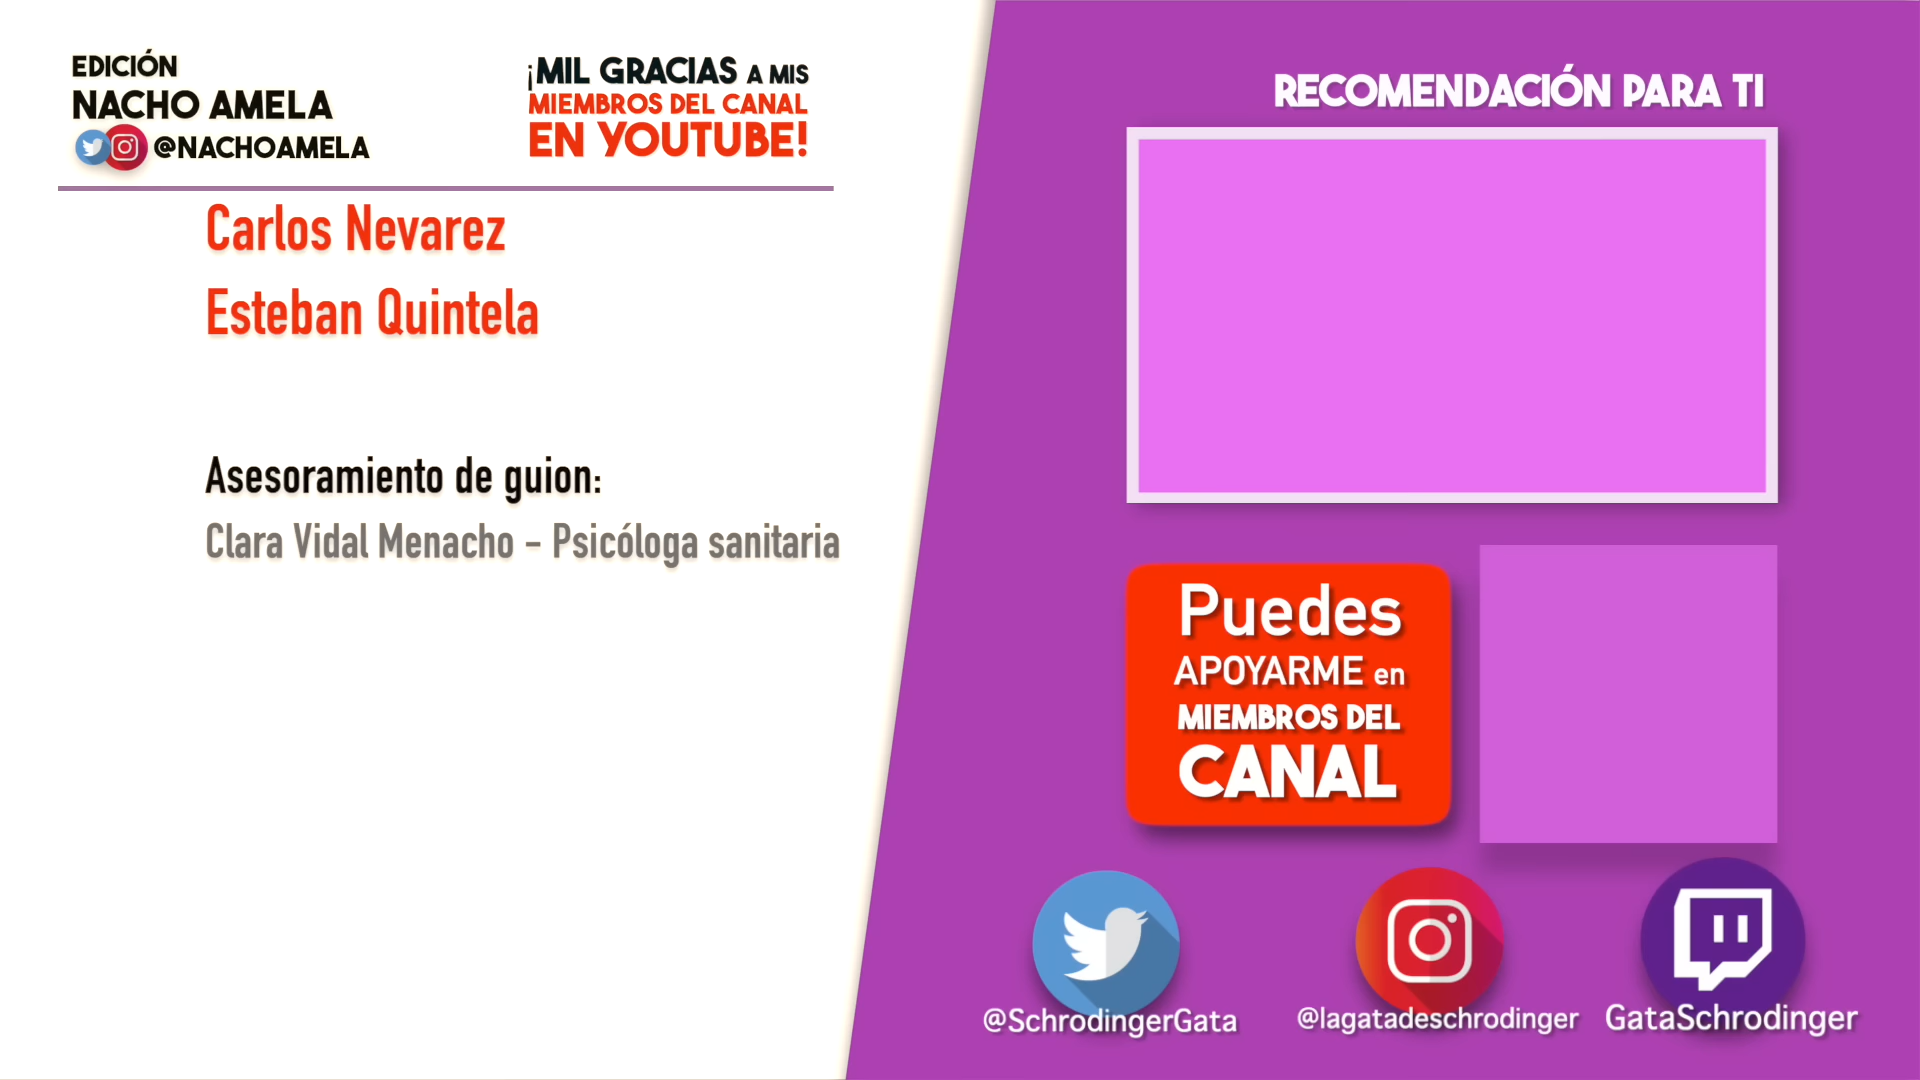 EDICIÓN
NACHO AMELA
@NACHOAMELA
¡MIL GRACIAS A MIS
MIEMBROS DEL CANAL
EN YOUTUBE!
Carlos Nevarez
Esteban Quintela
Asesoramiento de guion:
Clara Vidal Menacho - Psicóloga sanitaria
RECOMENDACIÓN PARA TI
Puedes
APOYARME en
MIEMBROS DEL
CANAL
@SchrodingerGata
@lagatadeschrodinger
GataSchrodinger